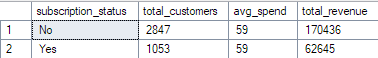 subscription_status total_customers avg_spend total_revenue
1 No 2847 59 170436
2 Yes 1053 59 62645